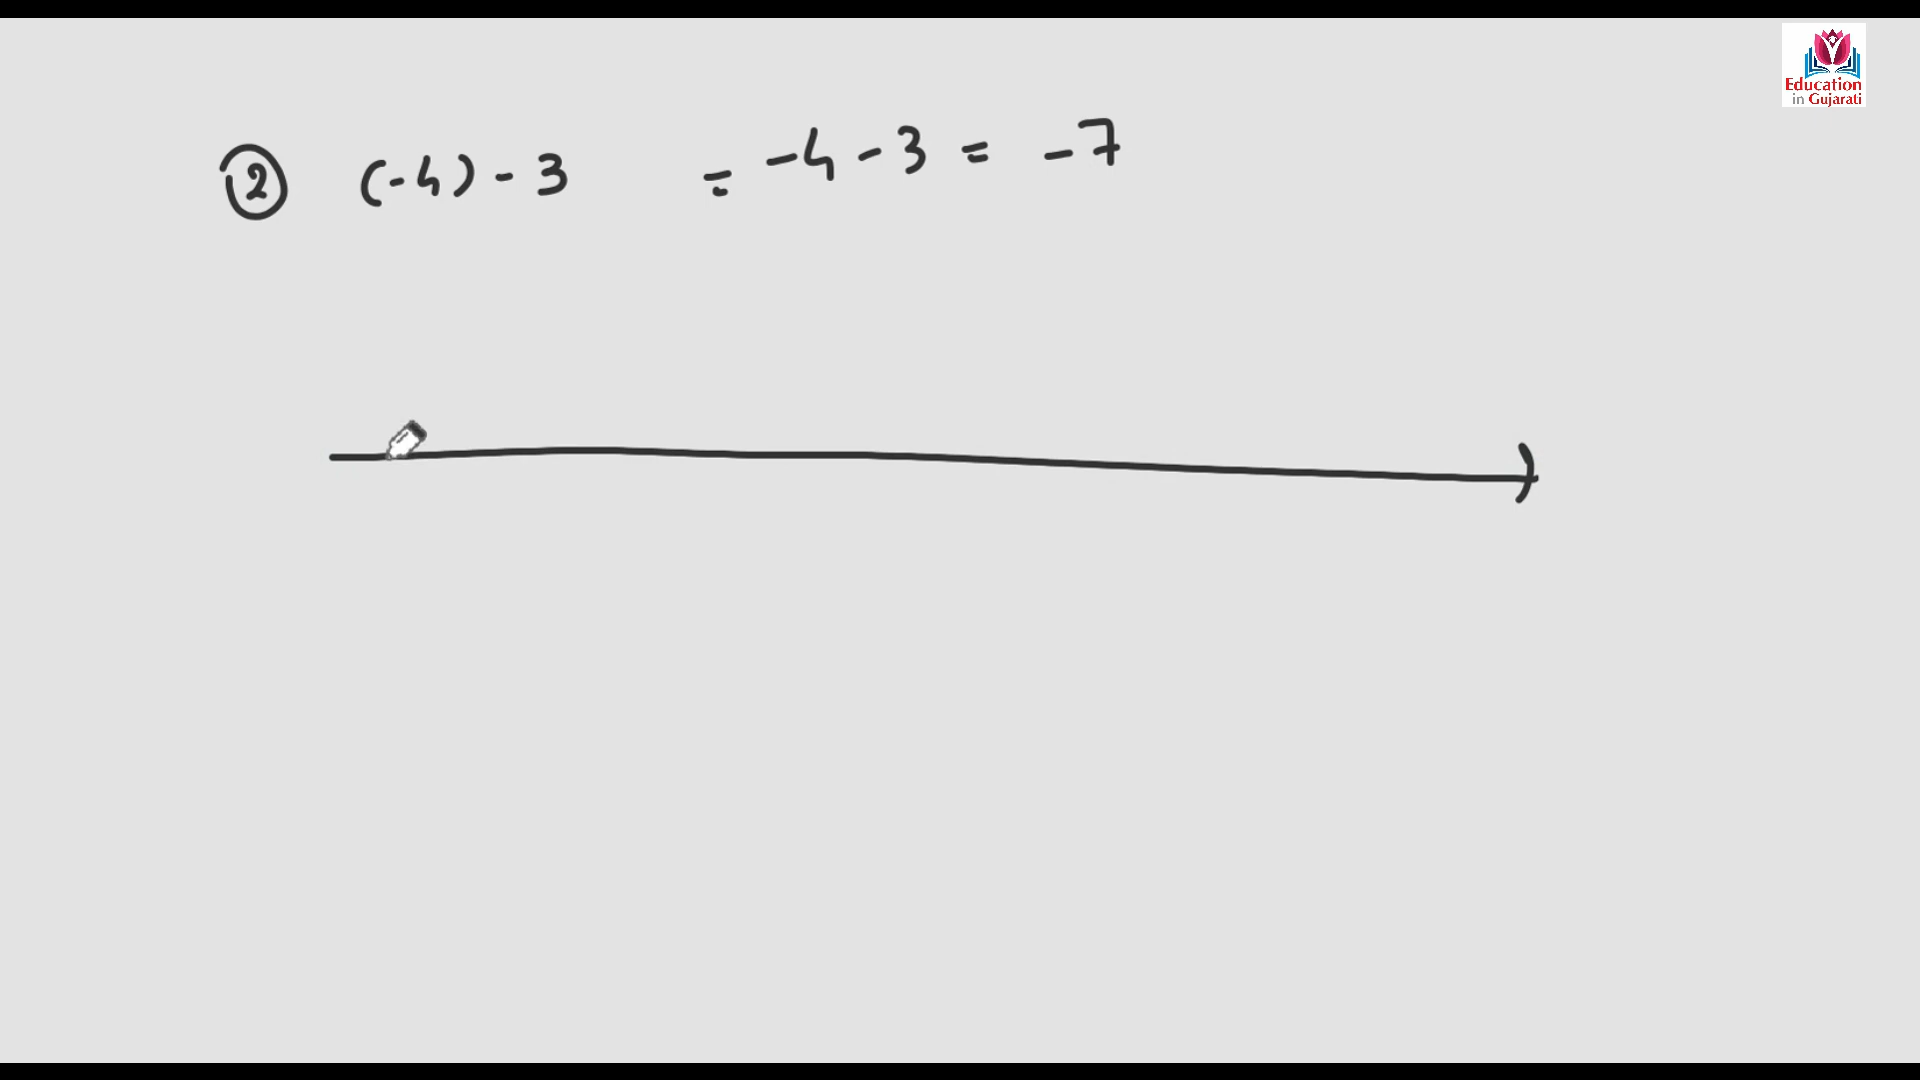 Education
in Gujarati
② (-4) - 3 = -4 - 3 = -7